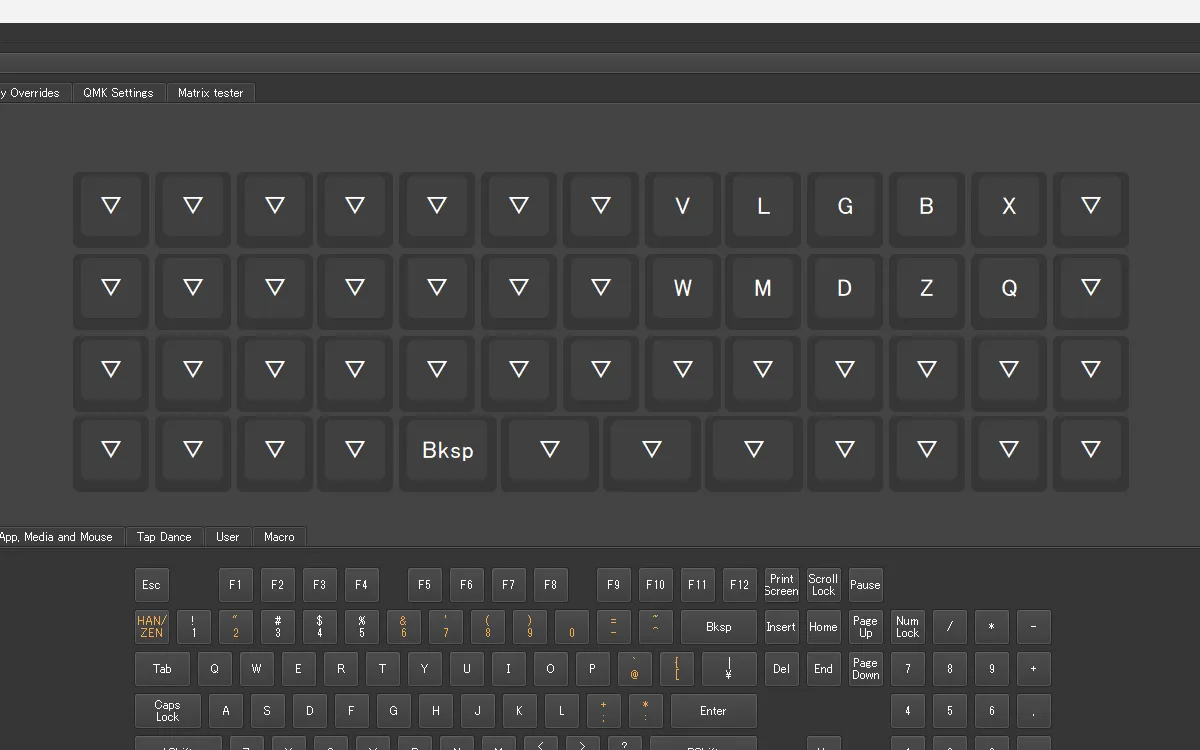 y Overrides QMK Settings Matrix tester
▽ ▽ ▽ ▽ ▽ ▽ ▽ V L G B X ▽
▽ ▽ ▽ ▽ ▽ ▽ ▽ W M D Z Q ▽
▽ ▽ ▽ ▽ ▽ ▽ ▽ ▽ ▽ ▽ ▽ ▽ ▽
▽ ▽ ▽ ▽ Bksp ▽ ▽ ▽ ▽ ▽ ▽ ▽
App, Media and Mouse Tap Dance User Macro
Esc F1 F2 F3 F4 F5 F6 F7 F8 F9 F10 F11 F12 Print Screen Scroll Lock Pause
HAN/ ZEN ! 1 " 2 # 3 $ 4 % 5 & 6 ' 7 ( 8 ) 9 0 = - ~ ^ Bksp Insert Home Page Up Num Lock / * -
Tab Q W E R T Y U I O P ` @ { [ | ¥ Del End Page Down 7 8 9 +
Caps Lock A S D F G H J K L + ; * : Enter 4 5 6 ,